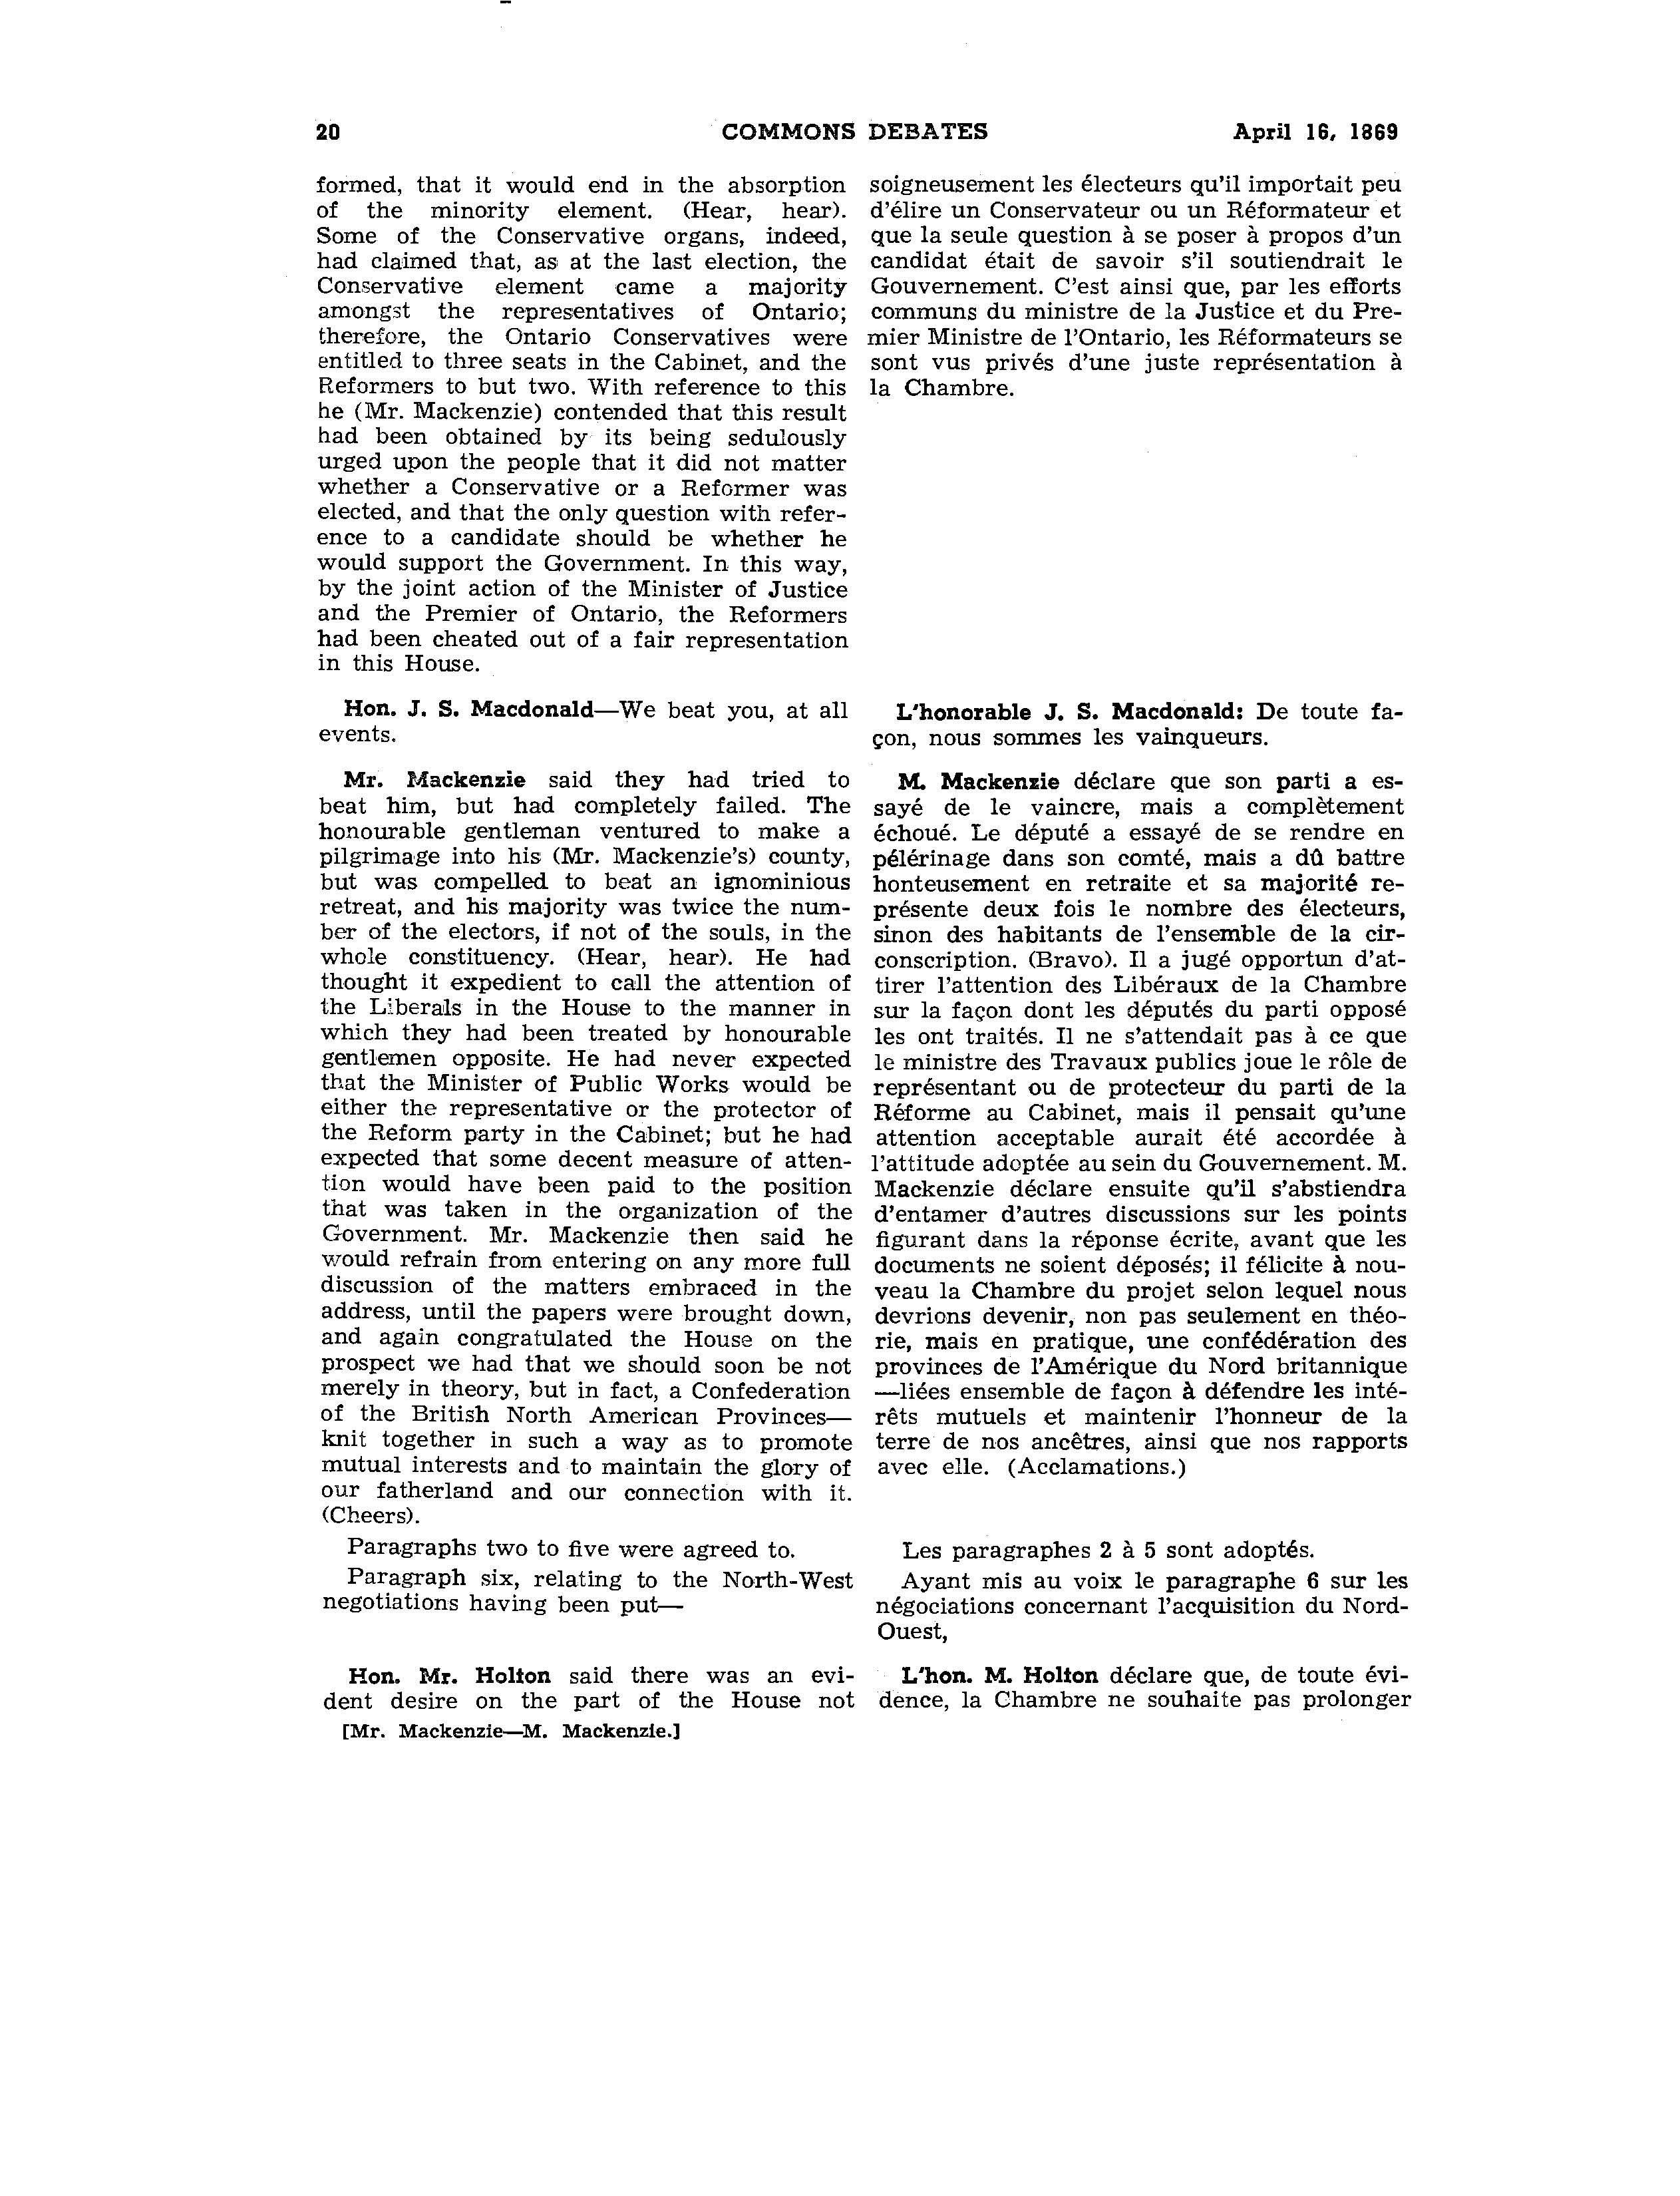 20 COMMONS DEBATES April 16, 1869
formed, that it would end in the absorption
of the minority element. (Hear, hear).
Some of the Conservative organs, indeed,
had claimed that, as at the last election, the
Conservative element came a majority
amongst the representatives of Ontario;
therefore, the Ontario Conservatives were
entitled to three seats in the Cabinet, and the
Reformers to but two. With reference to this
he (Mr. Mackenzie) contended that this result
had been obtained by its being sedulously
urged upon the people that it did not matter
whether a Conservative or a Reformer was
elected, and that the only question with refer-
ence to a candidate should be whether he
would support the Government. In this way,
by the joint action of the Minister of Justice
and the Premier of Ontario, the Reformers
had been cheated out of a fair representation
in this House.
Hon. J. S. Macdonald—We beat you, at all
events.
Mr. Mackenzie said they had tried to
beat him, but had completely failed. The
honourable gentleman ventured to make a
pilgrimage into his (Mr. Mackenzie's) county,
but was compelled to beat an ignominious
retreat, and his majority was twice the num-
ber of the electors, if not of the souls, in the
whole constituency. (Hear, hear). He had
thought it expedient to call the attention of
the Liberals in the House to the manner in
which they had been treated by honourable
gentlemen opposite. He had never expected
that the Minister of Public Works would be
either the representative or the protector of
the Reform party in the Cabinet; but he had
expected that some decent measure of atten-
tion would have been paid to the position
that was taken in the organization of the
Government. Mr. Mackenzie then said he
would refrain from entering on any more full
discussion of the matters embraced in the
address, until the papers were brought down,
and again congratulated the House on the
prospect we had that we should soon be not
merely in theory, but in fact, a Confederation
of the British North American Provinces—
knit together in such a way as to promote
mutual interests and to maintain the glory of
our fatherland and our connection with it.
(Cheers).
Paragraphs two to five were agreed to.
Paragraph six, relating to the North-West
negotiations having been put—
Hon. Mr. Holton said there was an evi-
dent desire on the part of the House not
[Mr. Mackenzie—M. Mackenzie.]
soigneusement les électeurs qu'il importait peu
d'élire un Conservateur ou un Réformateur et
que la seule question à se poser à propos d'un
candidat était de savoir s'il soutiendrait le
Gouvernement. C'est ainsi que, par les efforts
communs du ministre de la Justice et du Pre-
mier Ministre de l'Ontario, les Réformateurs se
sont vus privés d'une juste représentation à
la Chambre.
L'honorable J. S. Macdonald: De toute fa-
çon, nous sommes les vainqueurs.
M. Mackenzie déclare que son parti a es-
sayé de le vaincre, mais a complètement
échoué. Le député a essayé de se rendre en
pélérinage dans son comté, mais a dû battre
honteusement en retraite et sa majorité re-
présente deux fois le nombre des électeurs,
sinon des habitants de l'ensemble de la cir-
conscription. (Bravo). Il a jugé opportun d'at-
tirer l'attention des Libéraux de la Chambre
sur la façon dont les députés du parti opposé
les ont traités. Il ne s'attendait pas à ce que
le ministre des Travaux publics joue le rôle de
représentant ou de protecteur du parti de la
Réforme au Cabinet, mais il pensait qu'une
attention acceptable aurait été accordée à
l'attitude adoptée au sein du Gouvernement. M.
Mackenzie déclare ensuite qu'il s'abstiendra
d'entamer d'autres discussions sur les points
figurant dans la réponse écrite, avant que les
documents ne soient déposés; il félicite à nou-
veau la Chambre du projet selon lequel nous
devrions devenir, non pas seulement en théo-
rie, mais en pratique, une confédération des
provinces de l'Amérique du Nord britannique
—liées ensemble de façon à défendre les inté-
rêts mutuels et maintenir l'honneur de la
terre de nos ancêtres, ainsi que nos rapports
avec elle. (Acclamations.)
Les paragraphes 2 à 5 sont adoptés.
Ayant mis au voix le paragraphe 6 sur les
négociations concernant l'acquisition du Nord-
Ouest,
L'hon. M. Holton déclare que, de toute évi-
dence, la Chambre ne souhaite pas prolonger